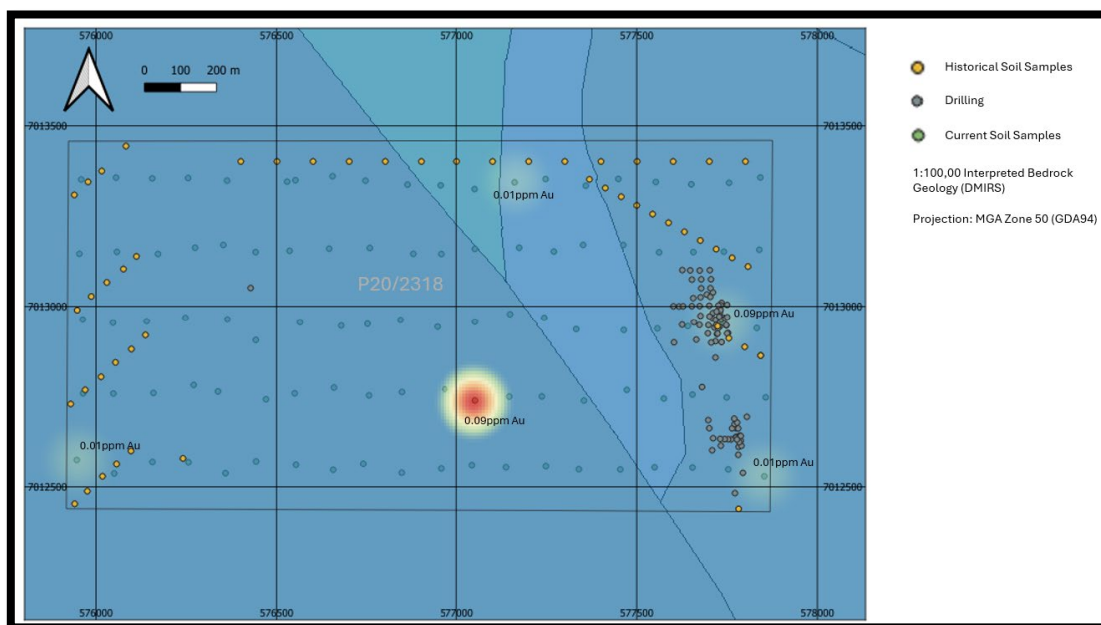 576000
576500
577000
577500
578000
0 100 200 m
7013500
7013500
0.01ppm Au
P20/2318
7013000
7013000
0.09ppm Au
0.09ppm Au
0.01ppm Au
0.01ppm Au
7012500
7012500
576000
576500
577000
577500
578000
Historical Soil Samples
Drilling
Current Soil Samples
1:100,00 Interpreted Bedrock
Geology (DMIRS)
Projection: MGA Zone 50 (GDA94)